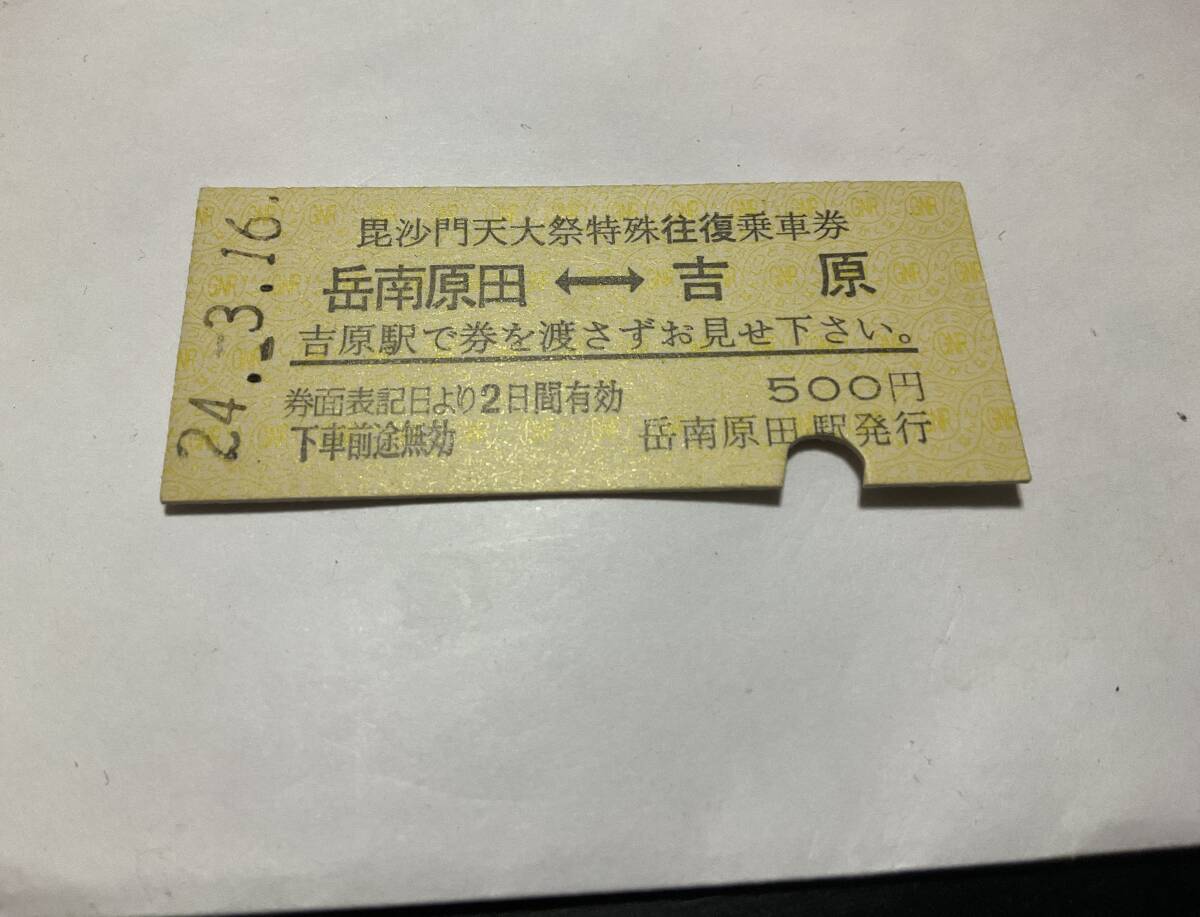 毘沙門天大祭特殊往復乗車券
岳南原田 ↔ 吉 原
吉原駅で券を渡さずお見せ下さい。
券面表記日より2日間有効 500円
下車前途無効 岳南原田駅発行
24.-3.16.